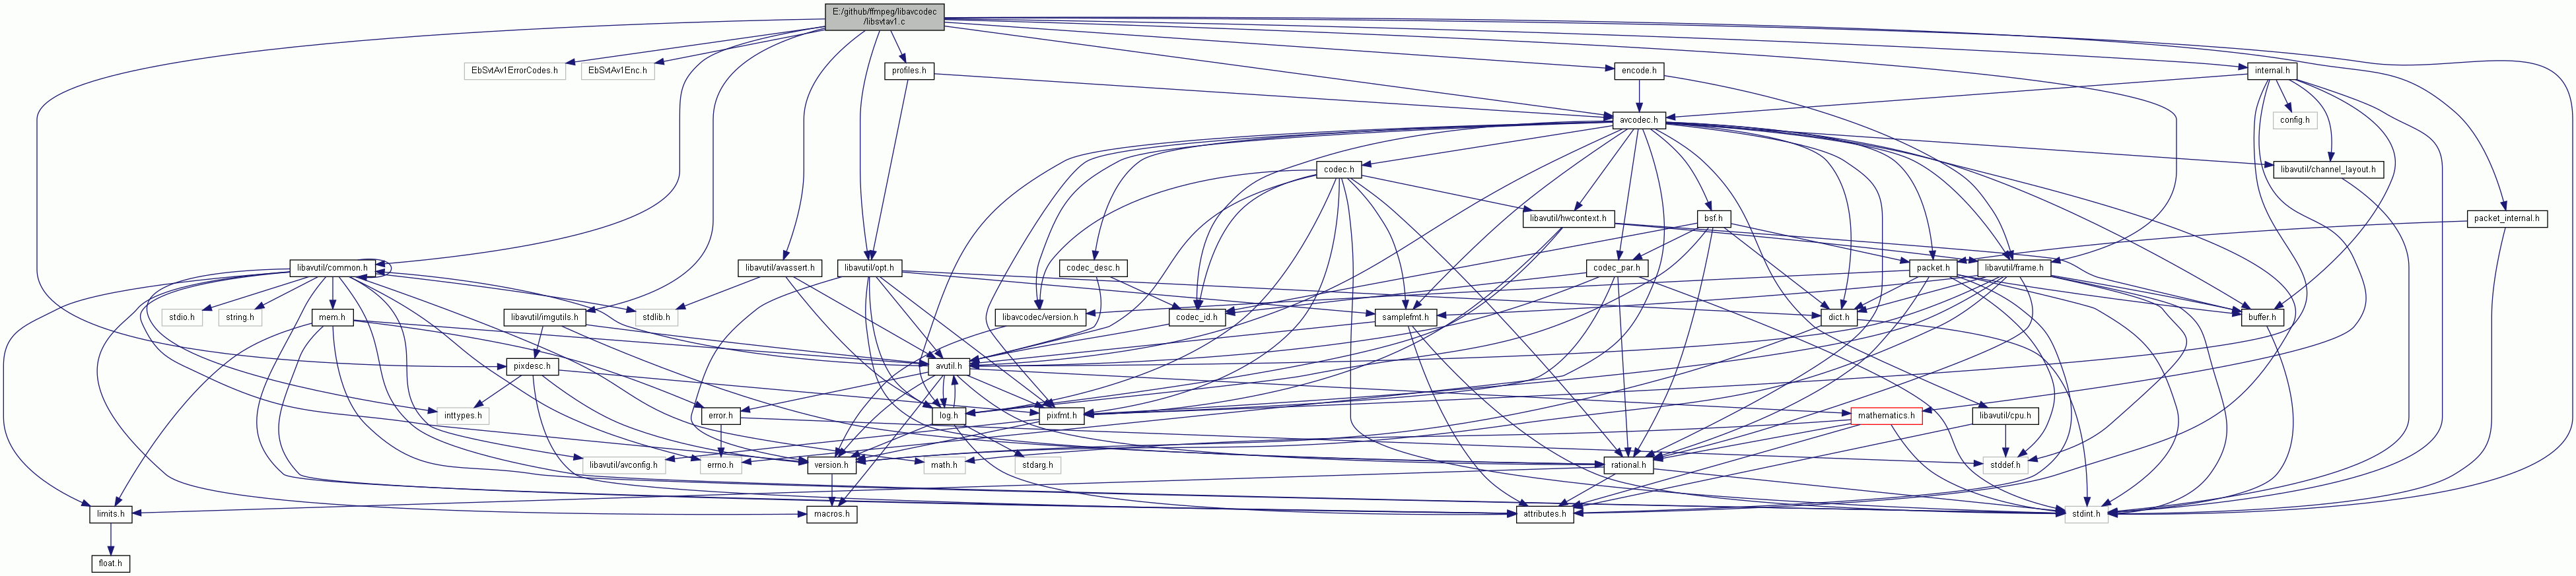 E:/github/ffmpeg/libavcodec
/libsvtav1.c
EbSvtAv1ErrorCodes.h
EbSvtAv1Enc.h
profiles.h
encode.h
internal.h
avcodec.h
config.h
codec.h
libavutil/channel_layout.h
libavutil/hwcontext.h
bsf.h
packet_internal.h
libavutil/common.h
libavutil/avassert.h
libavutil/opt.h
codec_desc.h
codec_par.h
packet.h
libavutil/frame.h
stdio.h
string.h
mem.h
libavutil/imgutils.h
stdlib.h
libavcodec/version.h
codec_id.h
samplefmt.h
dict.h
buffer.h
pixdesc.h
avutil.h
inttypes.h
error.h
log.h
pixfmt.h
mathematics.h
libavutil/cpu.h
libavutil/avconfig.h
errno.h
version.h
math.h
stdarg.h
rational.h
stddef.h
limits.h
macros.h
attributes.h
stdint.h
float.h